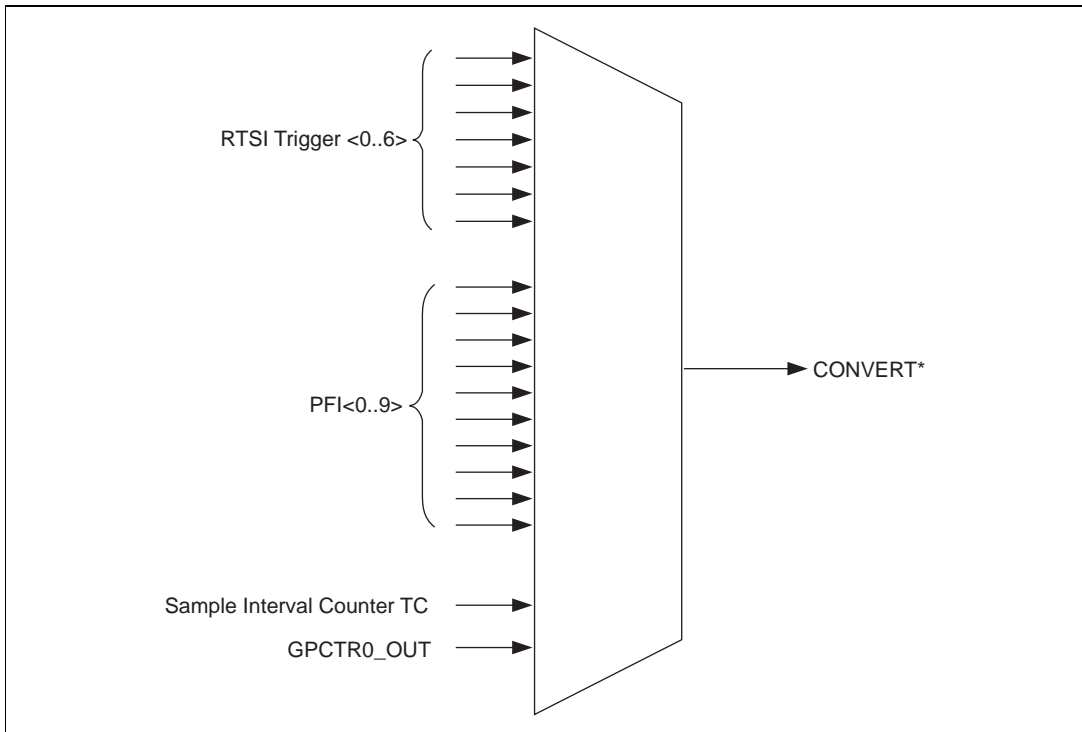 RTSI Trigger <0..6>
PFI<0..9>
CONVERT*
Sample Interval Counter TC
GPCTR0_OUT